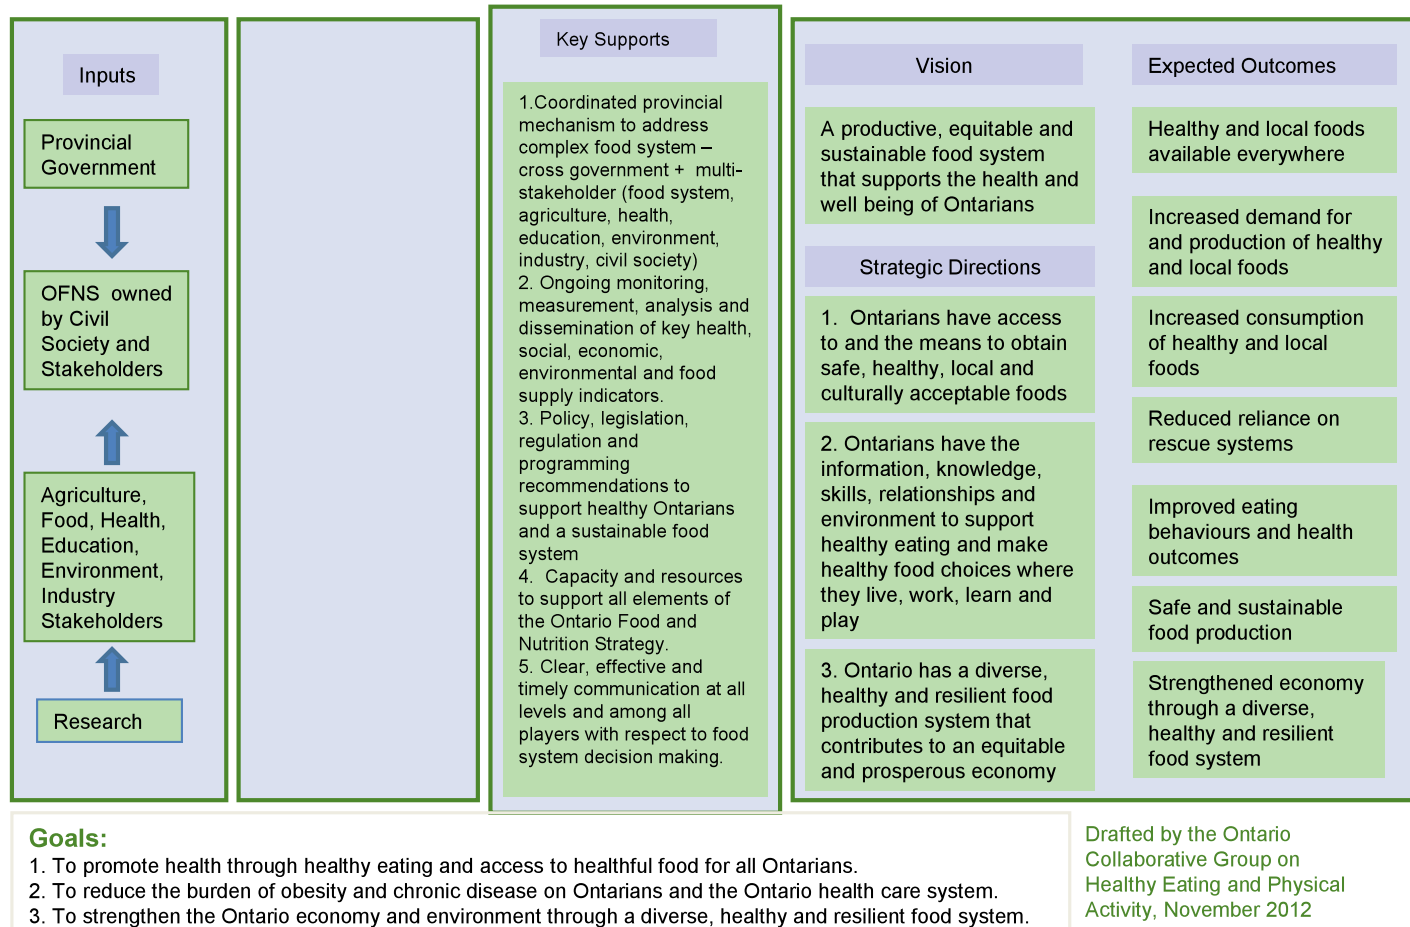 Inputs
Provincial
Government
OFNS owned
by Civil
Society and
Stakeholders
Agriculture,
Food, Health,
Education,
Environment,
Industry
Stakeholders
Research
Key Supports
1.Coordinated provincial
mechanism to address
complex food system –
cross government + multi-
stakeholder (food system,
agriculture, health,
education, environment,
industry, civil society)
2. Ongoing monitoring,
measurement, analysis and
dissemination of key health,
social, economic,
environmental and food
supply indicators.
3. Policy, legislation,
regulation and
programming
recommendations to
support healthy Ontarians
and a sustainable food
system
4. Capacity and resources
to support all elements of
the Ontario Food and
Nutrition Strategy.
5. Clear, effective and
timely communication at all
levels and among all
players with respect to food
system decision making.
Vision
A productive, equitable and
sustainable food system
that supports the health and
well being of Ontarians
Strategic Directions
1. Ontarians have access
to and the means to obtain
safe, healthy, local and
culturally acceptable foods
2. Ontarians have the
information, knowledge,
skills, relationships and
environment to support
healthy eating and make
healthy food choices where
they live, work, learn and
play
3. Ontario has a diverse,
healthy and resilient food
production system that
contributes to an equitable
and prosperous economy
Expected Outcomes
Healthy and local foods
available everywhere
Increased demand for
and production of healthy
and local foods
Increased consumption
of healthy and local
foods
Reduced reliance on
rescue systems
Improved eating
behaviours and health
outcomes
Safe and sustainable
food production
Strengthened economy
through a diverse,
healthy and resilient
food system
Goals:
1. To promote health through healthy eating and access to healthful food for all Ontarians.
2. To reduce the burden of obesity and chronic disease on Ontarians and the Ontario health care system.
3. To strengthen the Ontario economy and environment through a diverse, healthy and resilient food system.
Drafted by the Ontario
Collaborative Group on
Healthy Eating and Physical
Activity, November 2012